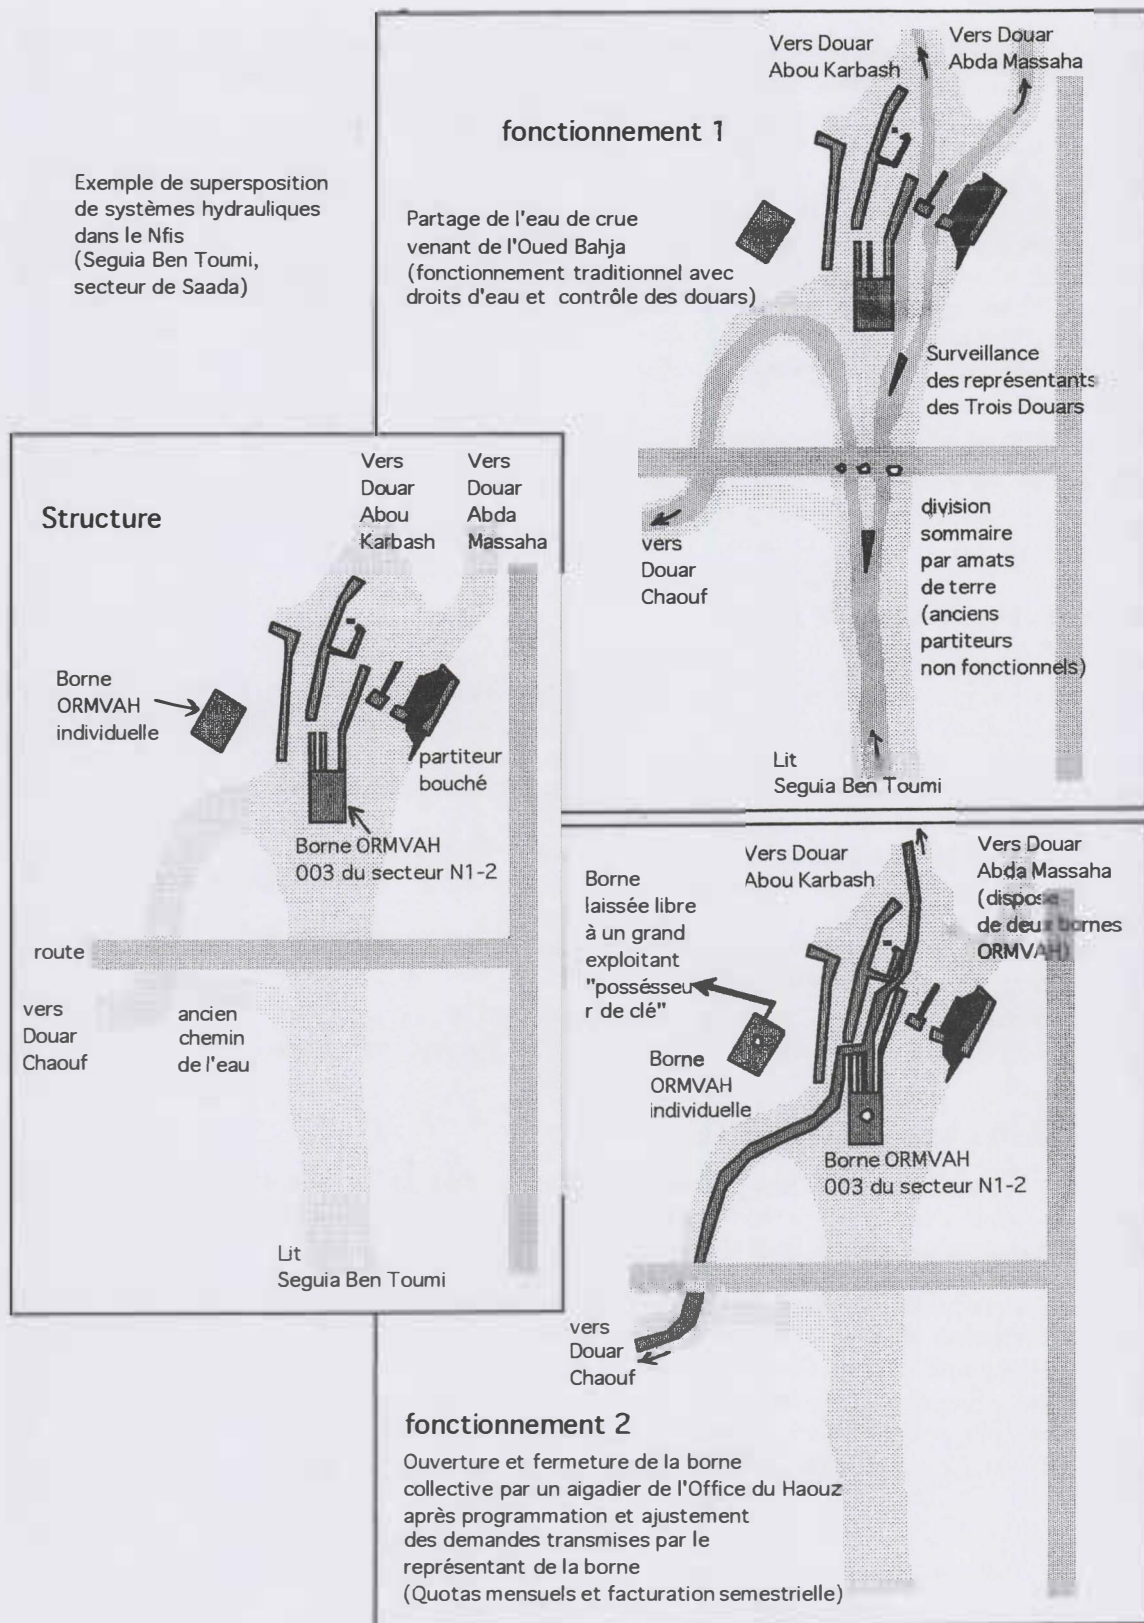 Exemple de supersposition
de systèmes hydrauliques
dans le Nfis
(Seguia Ben Toumi,
secteur de Saada)
fonctionnement 1
Partage de l'eau de crue
venant de l'Oued Bahja
(fonctionnement traditionnel avec
droits d'eau et contrôle des douars)
Vers Douar
Abou Karbash
Vers Douar
Abda Massaha
Surveillance
des représentants
des Trois Douars
vers
Douar
Chaouf
division
sommaire
par amats
de terre
(anciens
partiteurs
non fonctionnels)
Lit
Seguia Ben Toumi
Structure
Vers
Douar
Abou
Karbash
Vers
Douar
Abda
Massaha
Borne
ORMVAH
individuelle
partiteur
bouché
Borne ORMVAH
003 du secteur N1-2
route
vers
Douar
Chaouf
ancien
chemin
de l'eau
Lit
Seguia Ben Toumi
Borne
laissée libre
à un grand
exploitant
"possésseu
r de clé"
Vers Douar
Abou Karbash
Vers Douar
Abda Massaha
(dispose
de deux bornes
ORMVAH)
Borne
ORMVAH
individuelle
Borne ORMVAH
003 du secteur N1-2
vers
Douar
Chaouf
fonctionnement 2
Ouverture et fermeture de la borne
collective par un aigadier de l'Office du Haouz
après programmation et ajustement
des demandes transmises par le
représentant de la borne
(Quotas mensuels et facturation semestrielle)